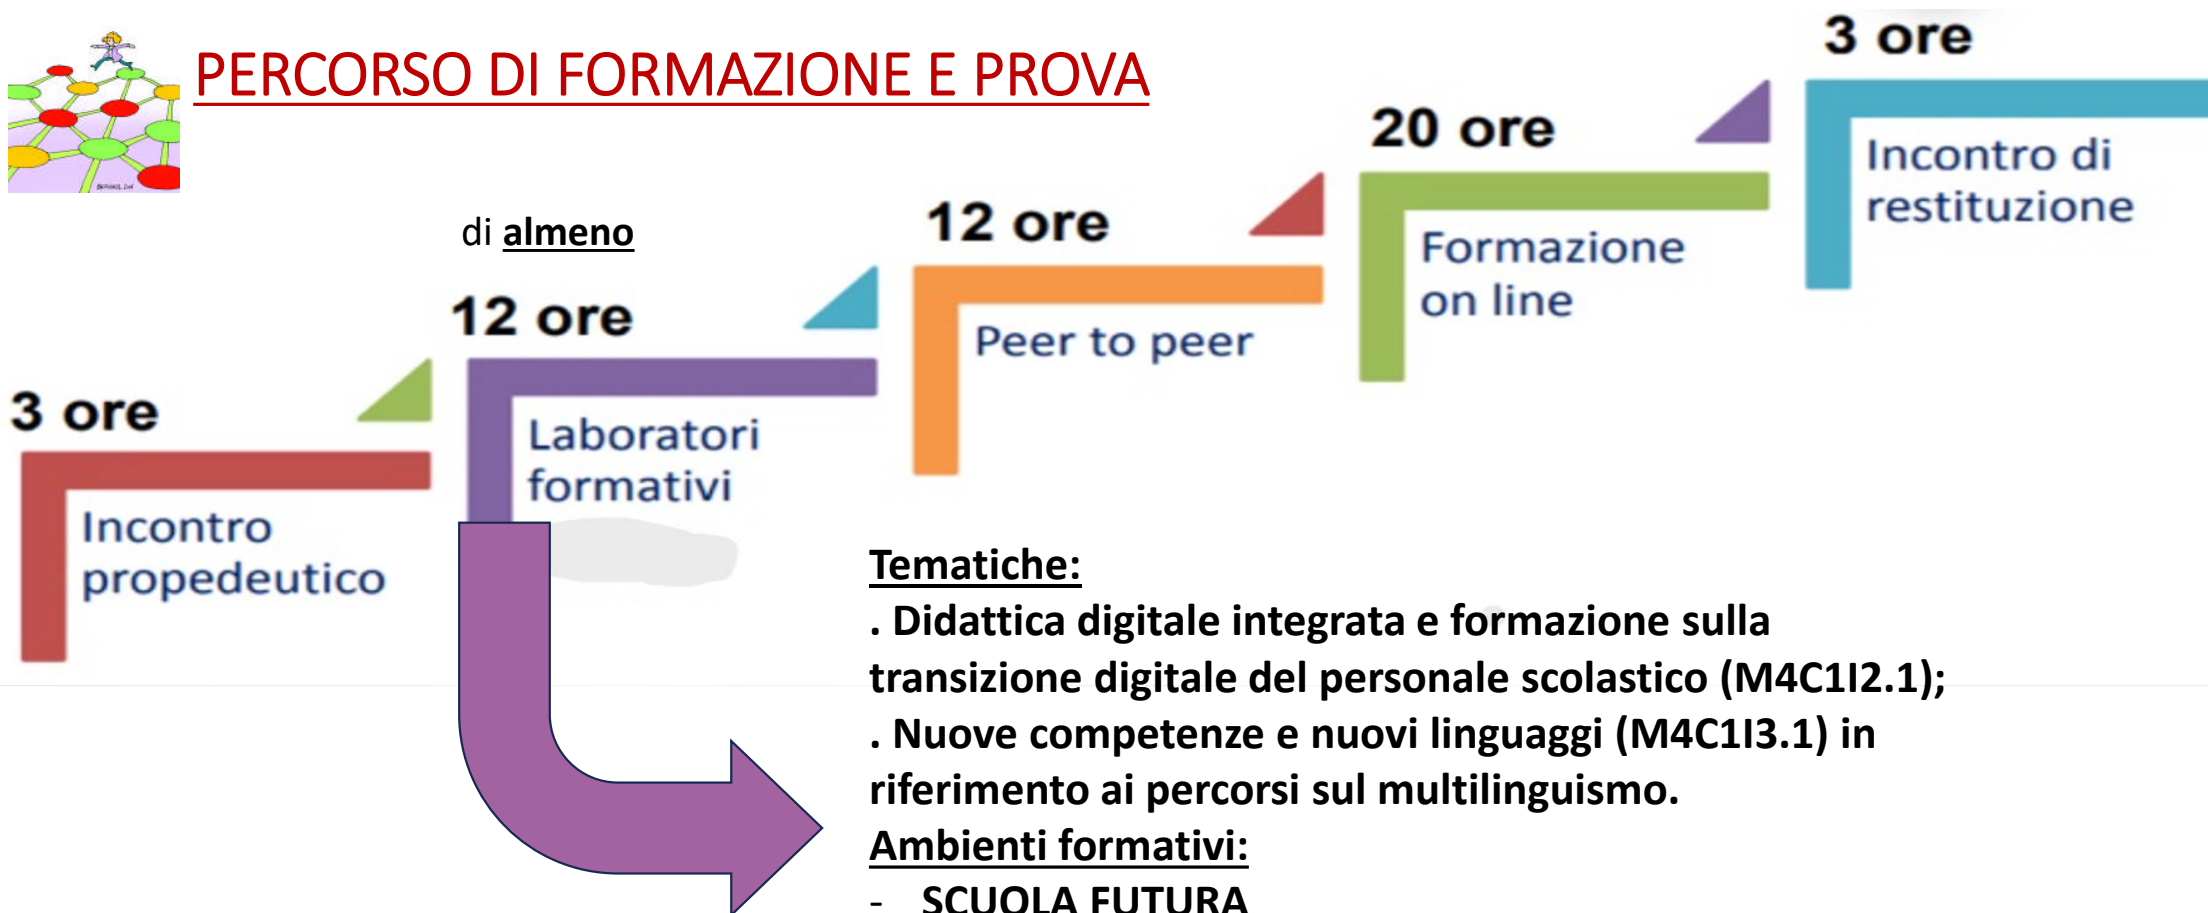 PERCORSO DI FORMAZIONE E PROVA
3 ore
Incontro
propedeutico
di almeno
12 ore
Laboratori
formativi
12 ore
Peer to peer
20 ore
Formazione
on line
3 ore
Incontro di
restituzione
Tematiche:
. Didattica digitale integrata e formazione sulla
transizione digitale del personale scolastico (M4C1I2.1);
. Nuove competenze e nuovi linguaggi (M4C1I3.1) in
riferimento ai percorsi sul multilinguismo.
Ambienti formativi:
- SCUOLA FUTURA